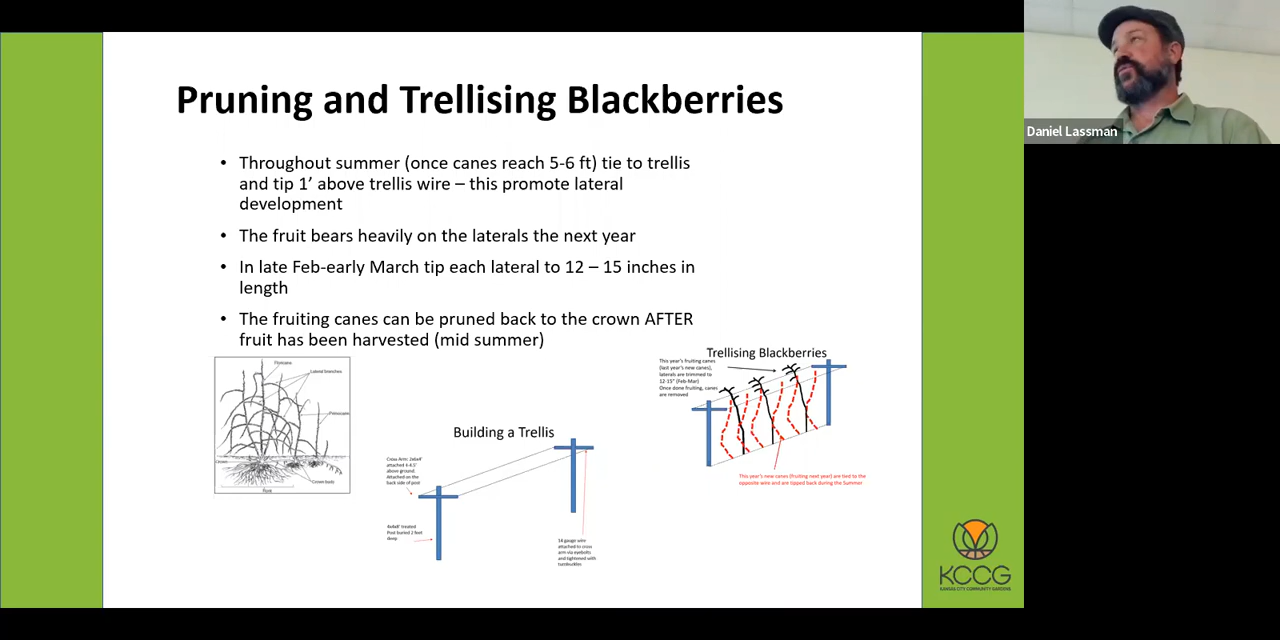 Pruning and Trellising Blackberries
• Throughout summer (once canes reach 5-6 ft) tie to trellis
and tip 1’ above trellis wire – this promote lateral
development
• The fruit bears heavily on the laterals the next year
• In late Feb-early March tip each lateral to 12 – 15 inches in
length
• The fruiting canes can be pruned back to the crown AFTER
fruit has been harvested (mid summer)
Lateral branches
Primocane
Crown
Crown buds
Building a Trellis
Cross Arm: 2x6x4'
attached 4-4.5'
above ground.
Attached on the
back side of post
4x4x8' treated
Post buried 2 feet
deep
14 gauge wire
attached to cross
arm via eyebolts
and tightened with
turnbuckles
Trellising Blackberries
This year's fruiting canes
(last year's new canes),
laterals are trimmed to
12-15" (Feb-Mar)
Once done fruiting, canes
are removed
This year's new canes (fruiting next year) are tied to the
opposite wire and are tipped back during the Summer
KCCG
KANSAS CITY COMMUNITY GARDENS
Daniel Lassman